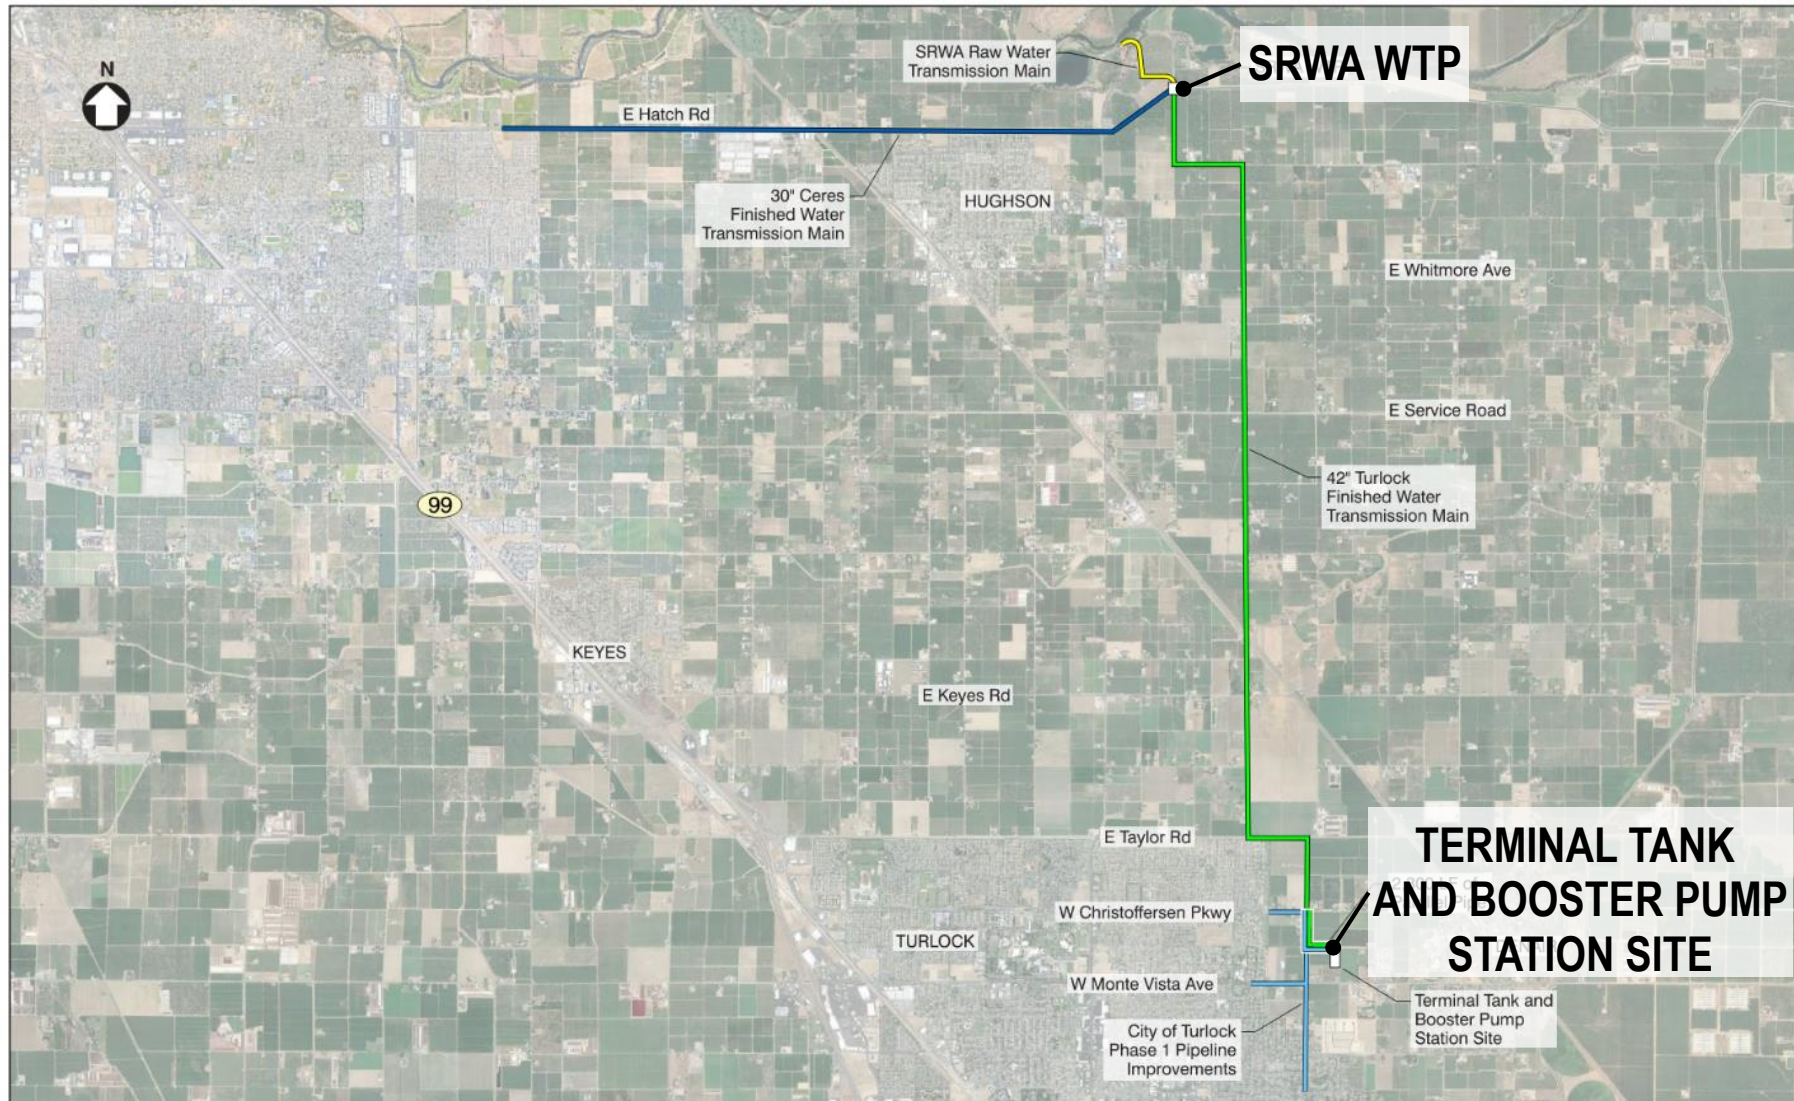 N
SRWA Raw Water
Transmission Main
SRWA WTP
E Hatch Rd
30" Ceres
Finished Water
Transmission Main
HUGHSON
E Whitmore Ave
E Service Road
42" Turlock
Finished Water
Transmission Main
99
KEYES
E Keyes Rd
E Taylor Rd
TERMINAL TANK
AND BOOSTER PUMP
STATION SITE
W Christoffersen Pkwy
TURLOCK
W Monte Vista Ave
Terminal Tank and
Booster Pump
Station Site
City of Turlock
Phase 1 Pipeline
Improvements